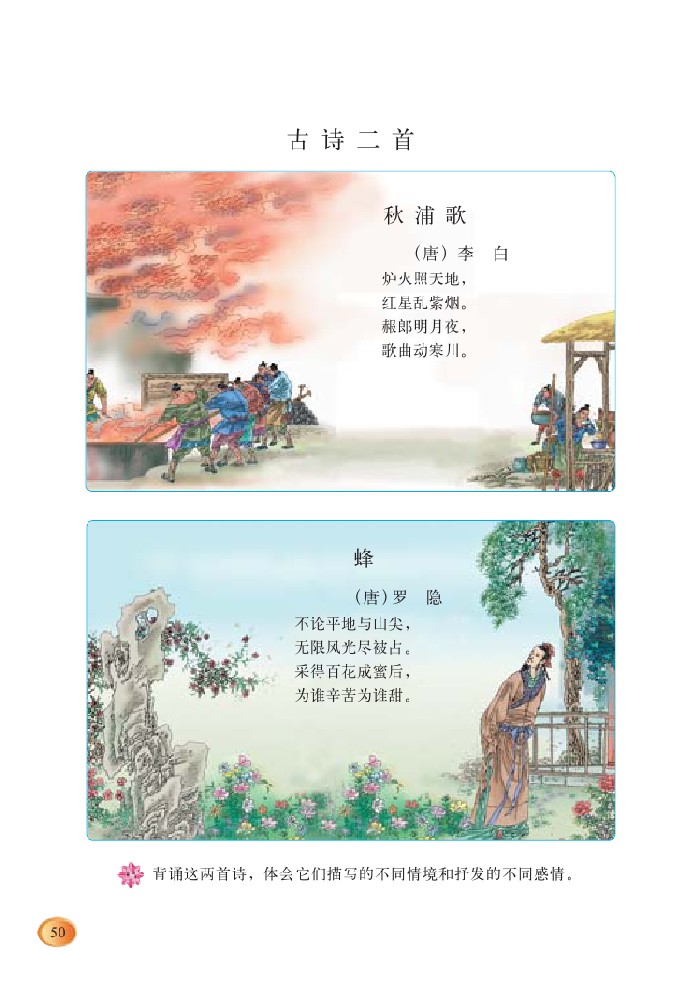 古诗二首
秋浦歌
（唐）李　白
炉火照天地，
红星乱紫烟。
赧郎明月夜，
歌曲动寒川。
蜂
（唐）罗　隐
不论平地与山尖，
无限风光尽被占。
采得百花成蜜后，
为谁辛苦为谁甜。
背诵这两首诗，体会它们描写的不同情境和抒发的不同感情。
50